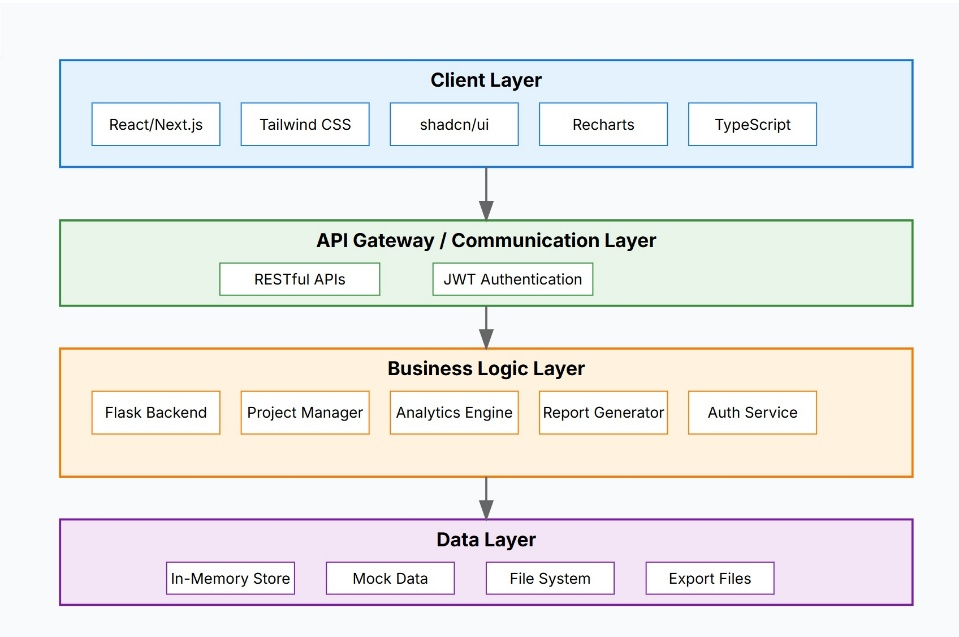 Client Layer
React/Next.js
Tailwind CSS
shadcn/ui
Recharts
TypeScript
API Gateway / Communication Layer
RESTful APIs
JWT Authentication
Business Logic Layer
Flask Backend
Project Manager
Analytics Engine
Report Generator
Auth Service
Data Layer
In-Memory Store
Mock Data
File System
Export Files